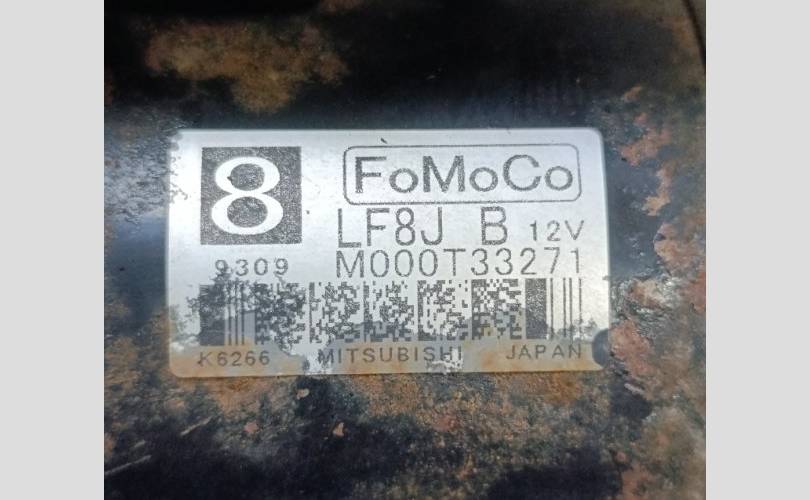 8 FoMoCo
LF8J B 12V
9309 M000T33271
K6266 MITSUBISHI JAPAN